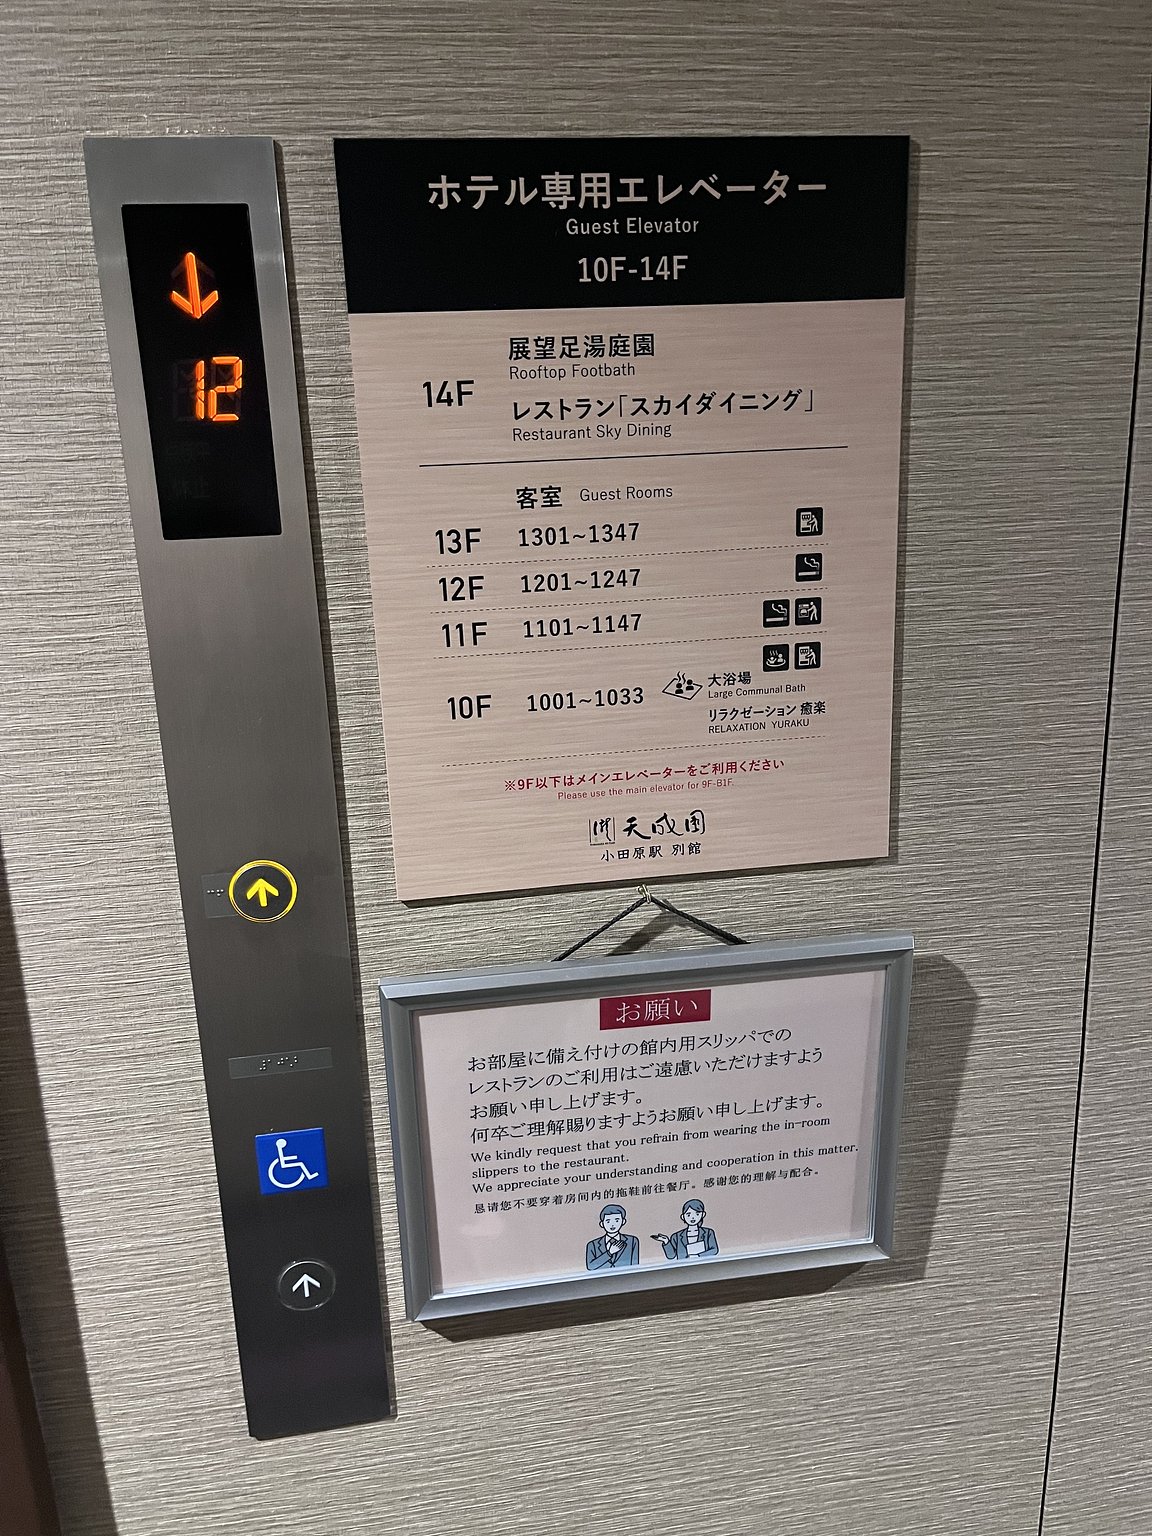 12
ホテル専用エレベーター
Guest Elevator
10F-14F
14F
展望足湯庭園
Rooftop Footbath
レストラン「スカイダイニング」
Restaurant Sky Dining
客室 Guest Rooms
13F 1301~1347
12F 1201~1247
11F 1101~1147
10F 1001~1033
大浴場
Large Communal Bath
リラクゼーション 癒楽
RELAXATION YURAKU
※9F以下はメインエレベーターをご利用ください
Please use the main elevator for 9F-B1F.
天成園
小田原駅 別館
お願い
お部屋に備え付けの館内用スリッパでの
レストランのご利用はご遠慮いただけますよう
お願い申し上げます。
何卒ご理解賜りますようお願い申し上げます。
We kindly request that you refrain from wearing the in-room
slippers to the restaurant.
We appreciate your understanding and cooperation in this matter.
恳请您不要穿着房间内的拖鞋前往餐厅。感谢您的理解与配合。